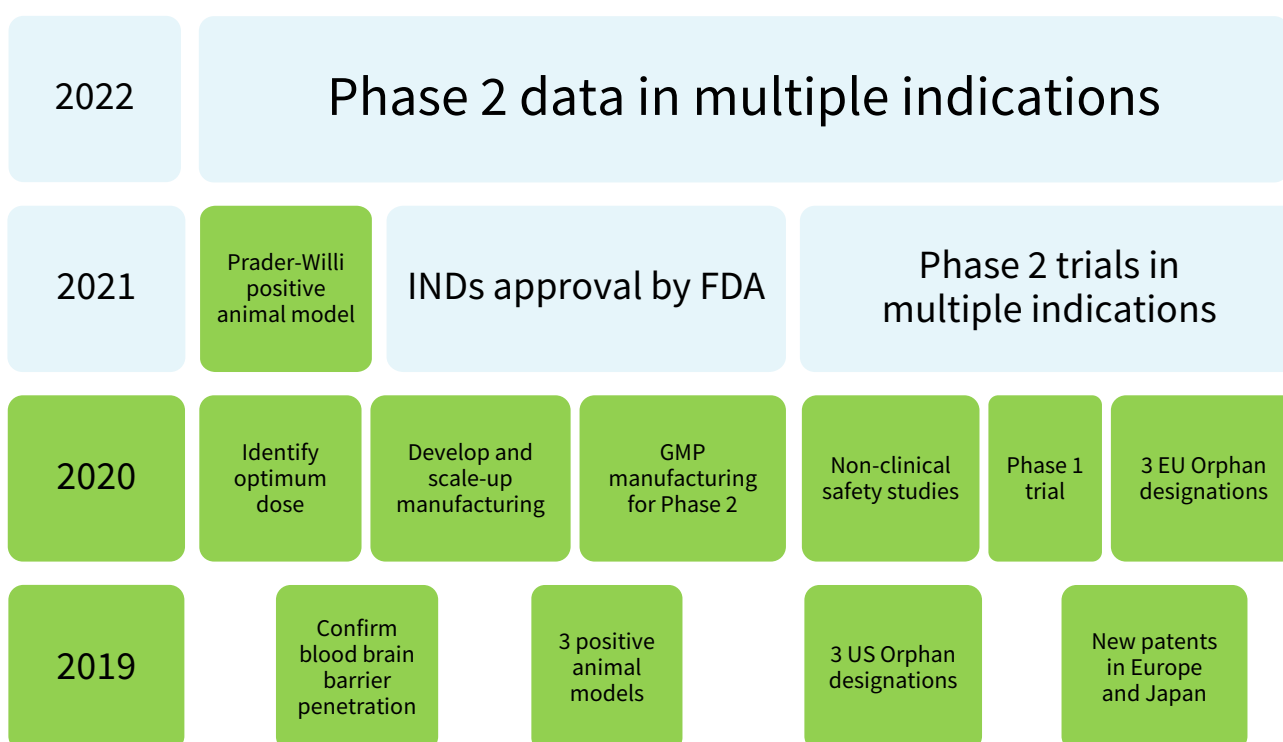 2022
Phase 2 data in multiple indications
2021
Prader-Willi
positive
animal model
INDs approval by FDA
Phase 2 trials in
multiple indications
2020
Identify
optimum
dose
Develop and
scale-up
manufacturing
GMP
manufacturing
for Phase 2
Non-clinical
safety studies
Phase 1
trial
3 EU Orphan
designations
2019
Confirm
blood brain
barrier
penetration
3 positive
animal
models
3 US Orphan
designations
New patents
in Europe
and Japan